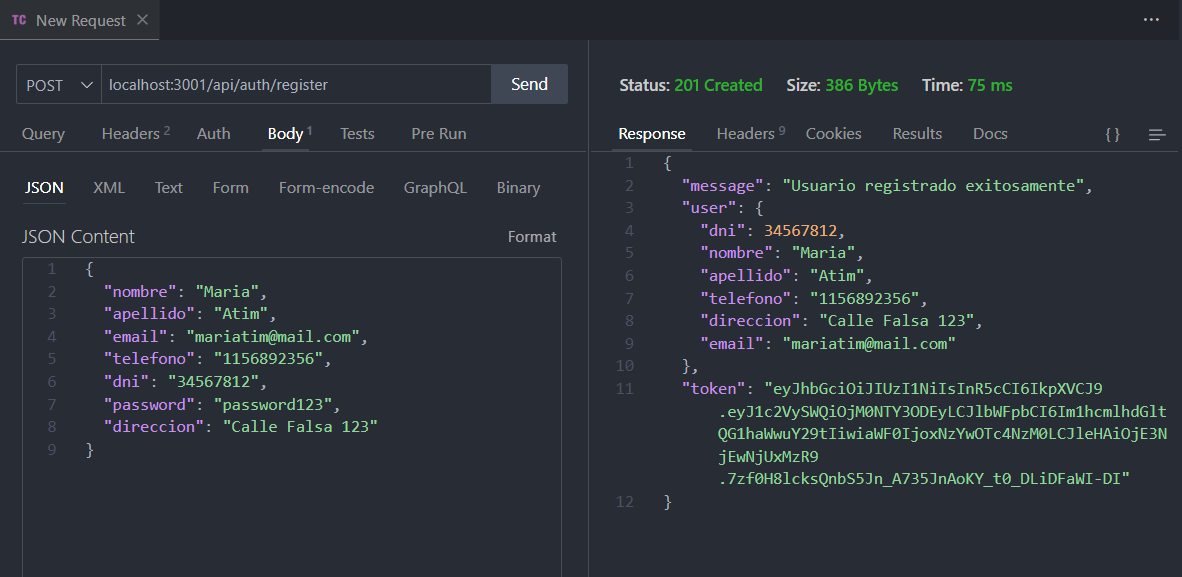 TC New Request
POST localhost:3001/api/auth/register Send
Query Headers 2 Auth Body 1 Tests Pre Run
JSON XML Text Form Form-encode GraphQL Binary
JSON Content Format
1 {
2 "nombre": "Maria",
3 "apellido": "Atim",
4 "email": "mariatim@mail.com",
5 "telefono": "1156892356",
6 "dni": "34567812",
7 "password": "password123",
8 "direccion": "Calle Falsa 123"
9 }
Status: 201 Created Size: 386 Bytes Time: 75 ms
Response Headers 9 Cookies Results Docs { }
1 {
2 "message": "Usuario registrado exitosamente",
3 "user": {
4 "dni": 34567812,
5 "nombre": "Maria",
6 "apellido": "Atim",
7 "telefono": "1156892356",
8 "direccion": "Calle Falsa 123",
9 "email": "mariatim@mail.com"
10 },
11 "token": "eyJhbGciOiJIUzI1NiIsInR5cCI6IkpXVCJ9
.eyJ1c2VySWQiOjM0NTY3ODEyLCJlbWFpbCI6Im1hcmlhdGlt
QG1haWwuY29tIiwiaWF0IjoxNzYwOTc4NzM0LCJleHAiOjE3N
jEwNjUxMzR9
.7zf0H8lcksQnbS5Jn_A735JnAoKY_t0_DLiDFaWI-DI"
12 }